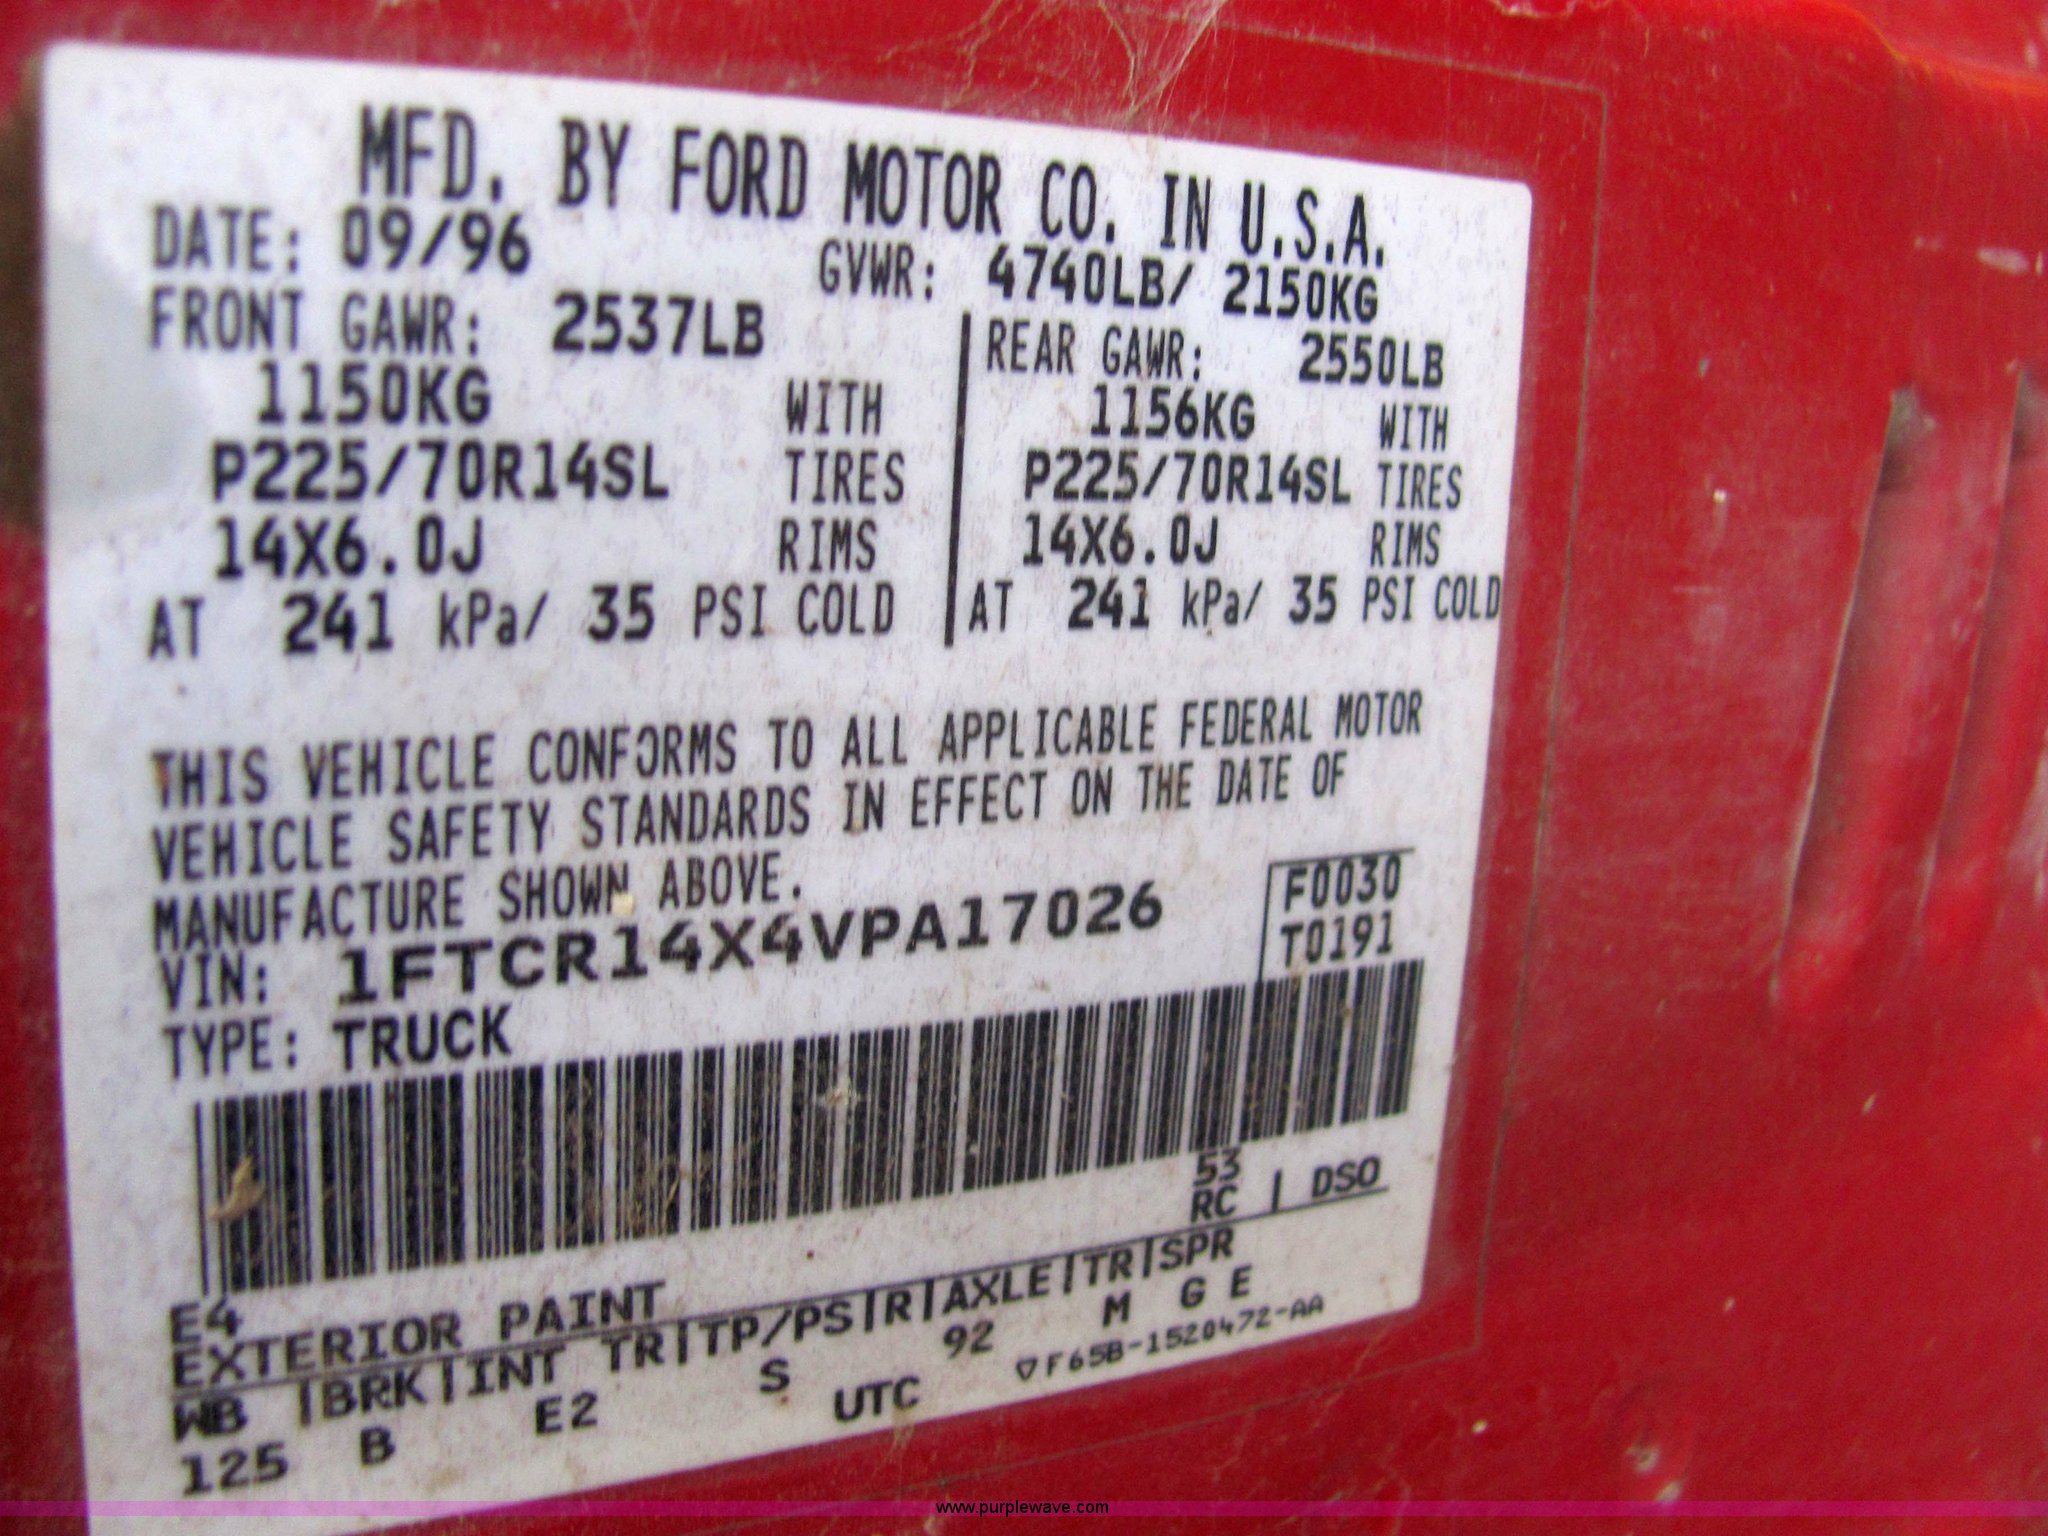 MFD. BY FORD MOTOR CO. IN U.S.A.
DATE: 09/96 GVWR: 4740LB/ 2150KG
FRONT GAWR: 2537LB REAR GAWR: 2550LB
1150KG WITH 1156KG WITH
P225/70R14SL TIRES P225/70R14SL TIRES
14X6.0J RIMS 14X6.0J RIMS
AT 241 kPa/ 35 PSI COLD AT 241 kPa/ 35 PSI COLD
THIS VEHICLE CONFORMS TO ALL APPLICABLE FEDERAL MOTOR
VEHICLE SAFETY STANDARDS IN EFFECT ON THE DATE OF
MANUFACTURE SHOWN ABOVE.
F0030
VIN: 1FTCR14X4VPA17026 T0191
TYPE: TRUCK
53
E4 RC | DSO
EXTERIOR PAINT
WB |BRK|INT TR|TP/PS|R|AXLE|TR|SPR
125 B E2 S 92 M G E
UTC ▽F65B-1520472-AA
www.purplewave.com